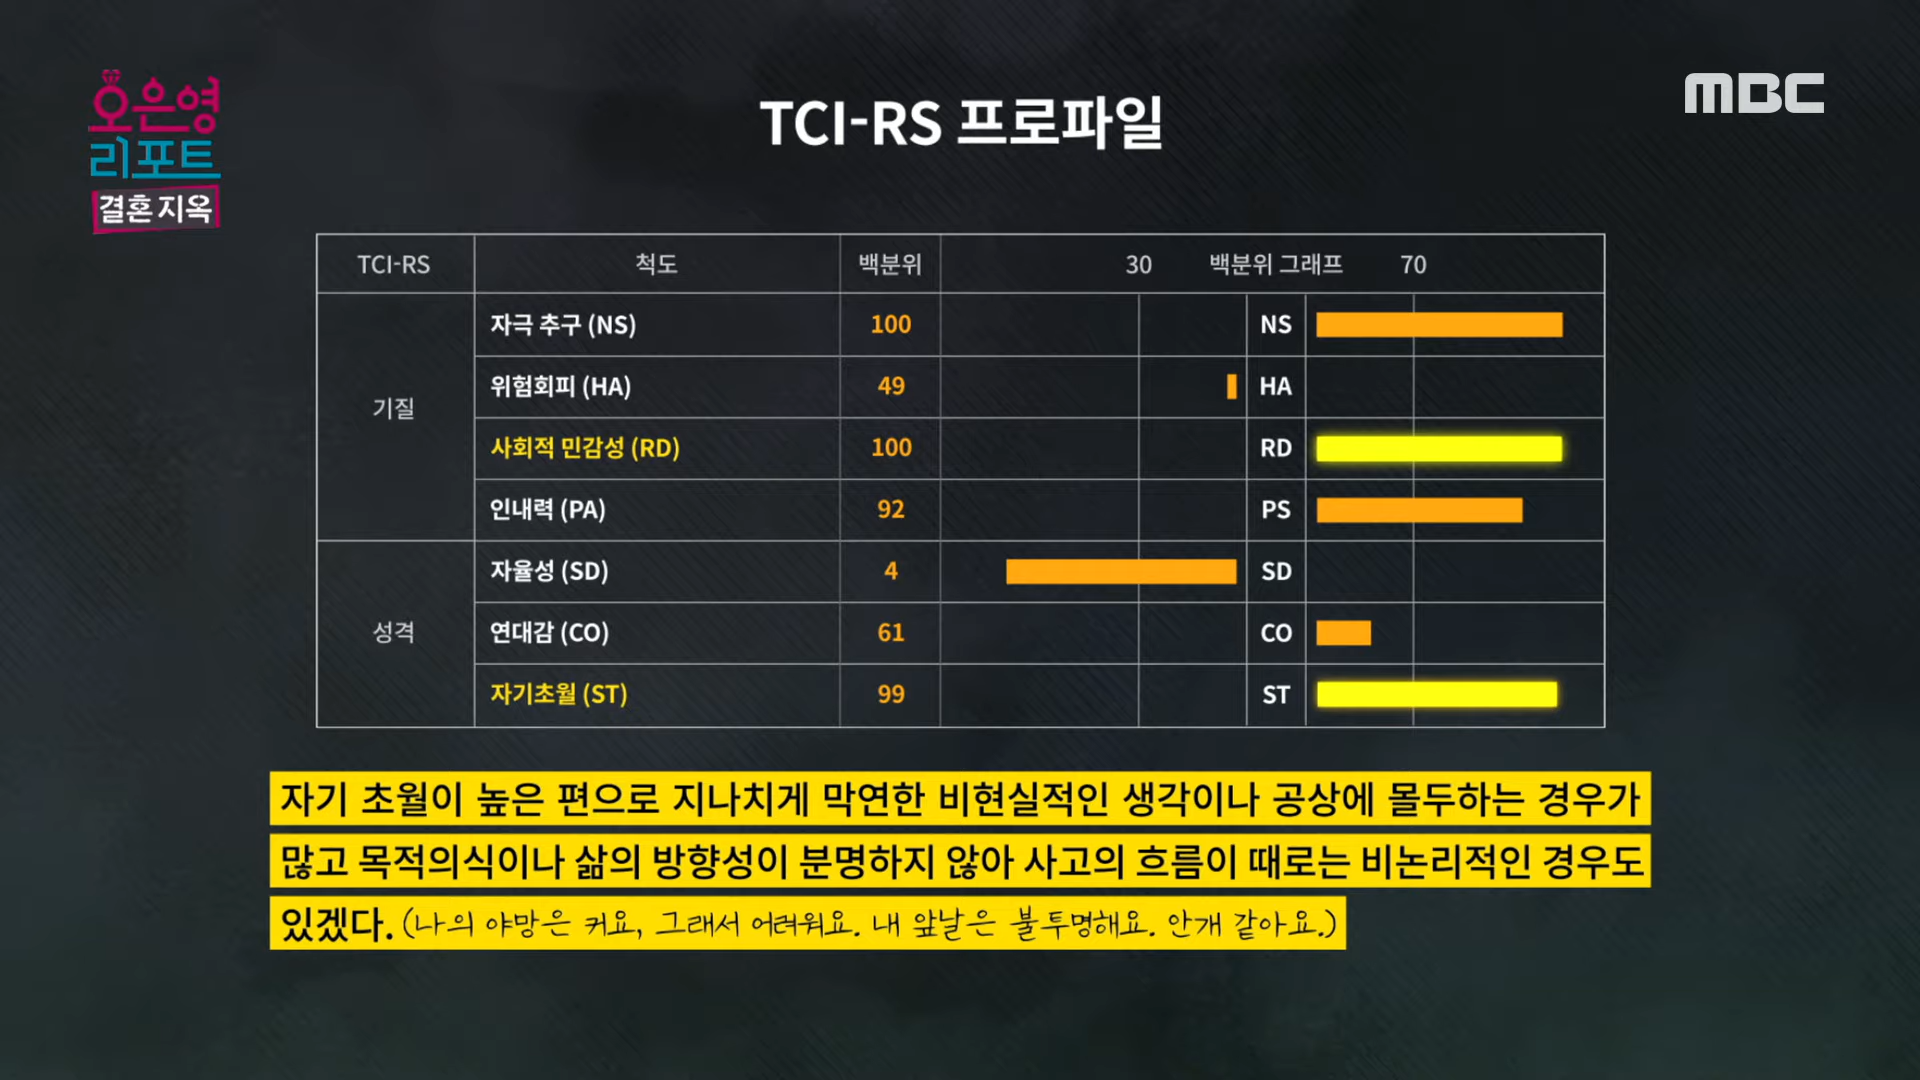 오은영
리포트
결혼 지옥
MBC
TCI-RS 프로파일
TCI-RS 척도 백분위 30 백분위 그래프 70
기질
자극 추구 (NS) 100 NS
위험회피 (HA) 49 HA
사회적 민감성 (RD) 100 RD
인내력 (PA) 92 PS
성격
자율성 (SD) 4 SD
연대감 (CO) 61 CO
자기초월 (ST) 99 ST
자기 초월이 높은 편으로 지나치게 막연한 비현실적인 생각이나 공상에 몰두하는 경우가
많고 목적의식이나 삶의 방향성이 분명하지 않아 사고의 흐름이 때로는 비논리적인 경우도
있겠다. (나의 야망은 커요, 그래서 어려워요. 내 앞날은 불투명해요. 안개 같아요.)